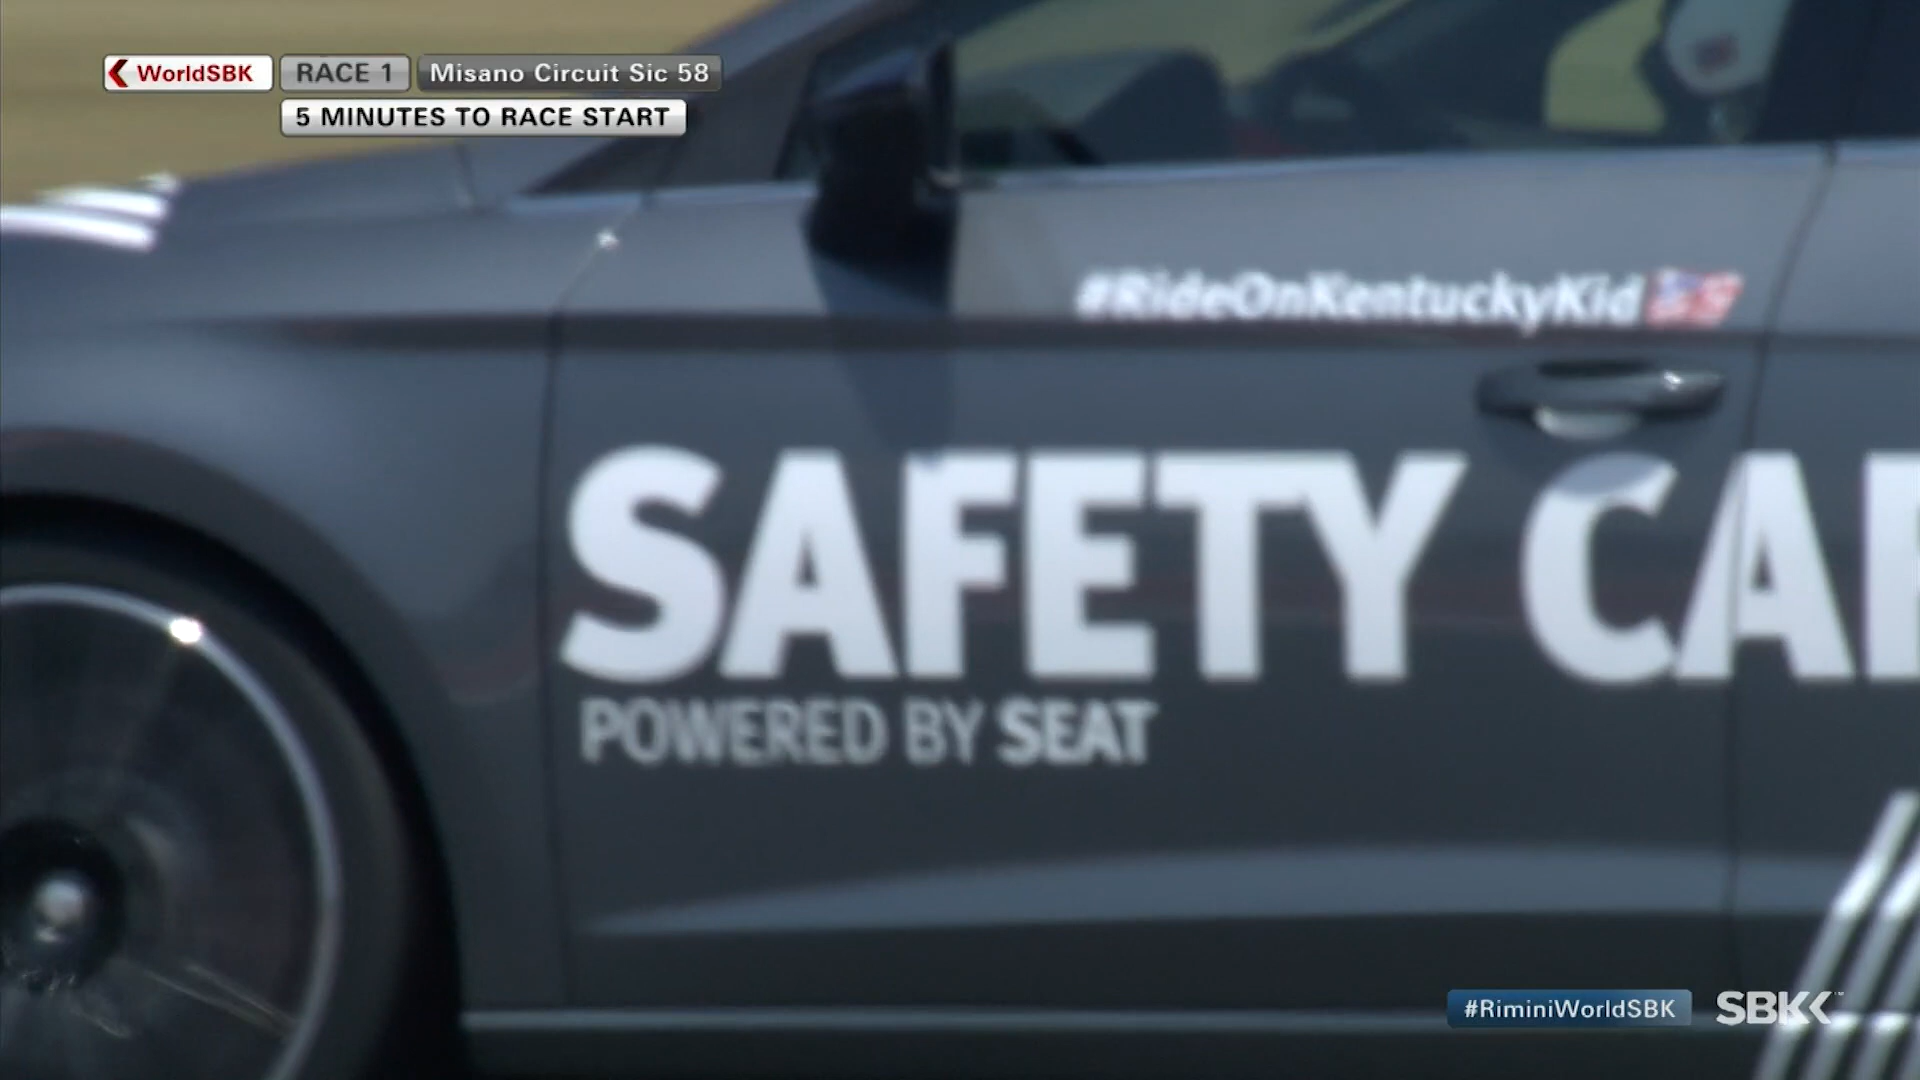 WorldSBK RACE 1 Misano Circuit Sic 58
5 MINUTES TO RACE START
#RideOnKentuckyKid
SAFETY CAR
POWERED BY SEAT
#RiminiWorldSBK SBK